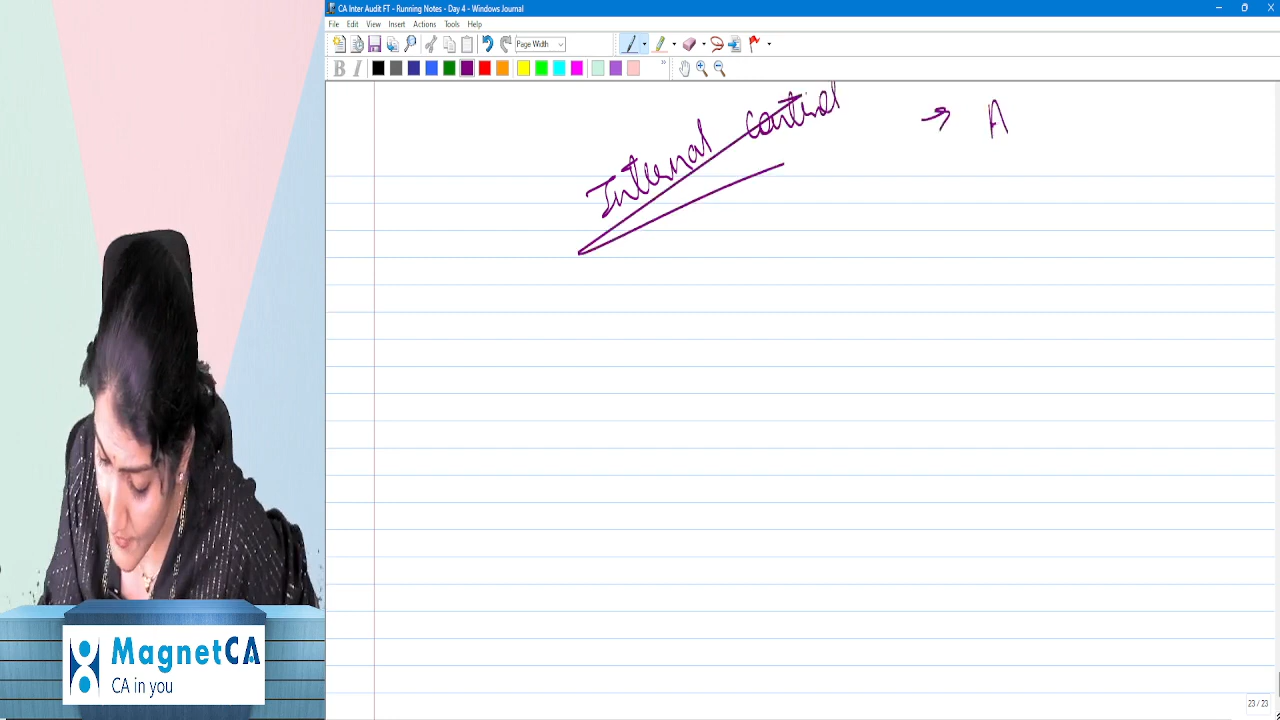 CA Inter Audit FT - Running Notes - Day 4 - Windows Journal
File Edit View Insert Actions Tools Help
Page Width
B I
Internal control → A
MagnetCA
CA in you
23 / 23